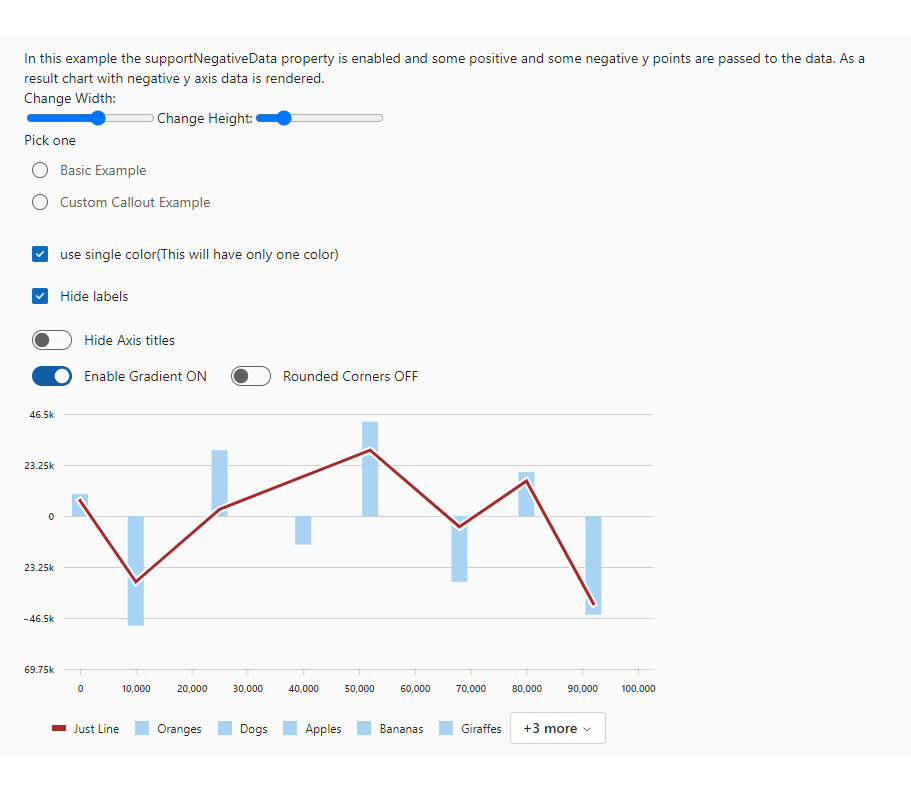 In this example the supportNegativeData property is enabled and some positive and some negative y points are passed to the data. As a
result chart with negative y axis data is rendered.
Change Width:
Change Height:
Pick one
Basic Example
Custom Callout Example
use single color(This will have only one color)
Hide labels
Hide Axis titles
Enable Gradient ON Rounded Corners OFF
46.5k
23.25k
0
23.25k
−46.5k
69.75k
0 10,000 20,000 30,000 40,000 50,000 60,000 70,000 80,000 90,000 100,000
Just Line Oranges Dogs Apples Bananas Giraffes +3 more